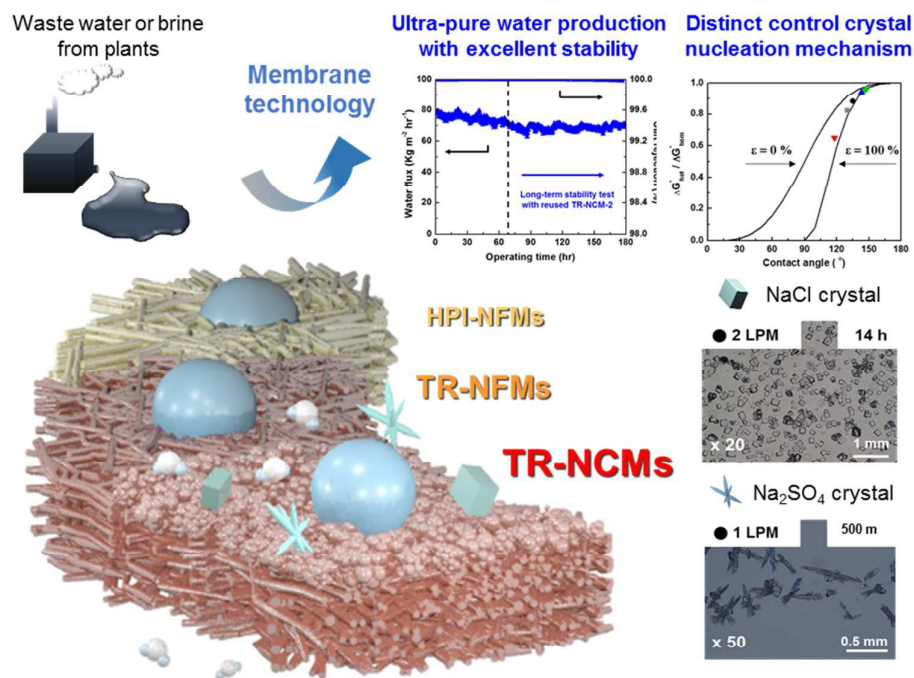 Waste water or brine
from plants
Membrane
technology
Ultra-pure water production
with excellent stability
Water flux (Kg m⁻² hr⁻¹)
100
80
60
40
20
0
100.0
99.6
99.4
98.8
98.2
98.0
Long-term stability test
with reused TR-NCM-2
0 30 60 90 120 150 180
Operating time (hr)
Distinct control crystal
nucleation mechanism
ΔG*het / ΔG*hom
1.0
0.8
0.6
0.4
0.2
0.0
ε = 0 %
ε = 100 %
0 30 60 90 120 150 180
Contact angle ( °)
HPI-NFMs
TR-NFMs
TR-NCMs
NaCl crystal
● 2 LPM 14 h
x 20
1 mm
Na₂SO₄ crystal
● 1 LPM 500 m
x 50
0.5 mm